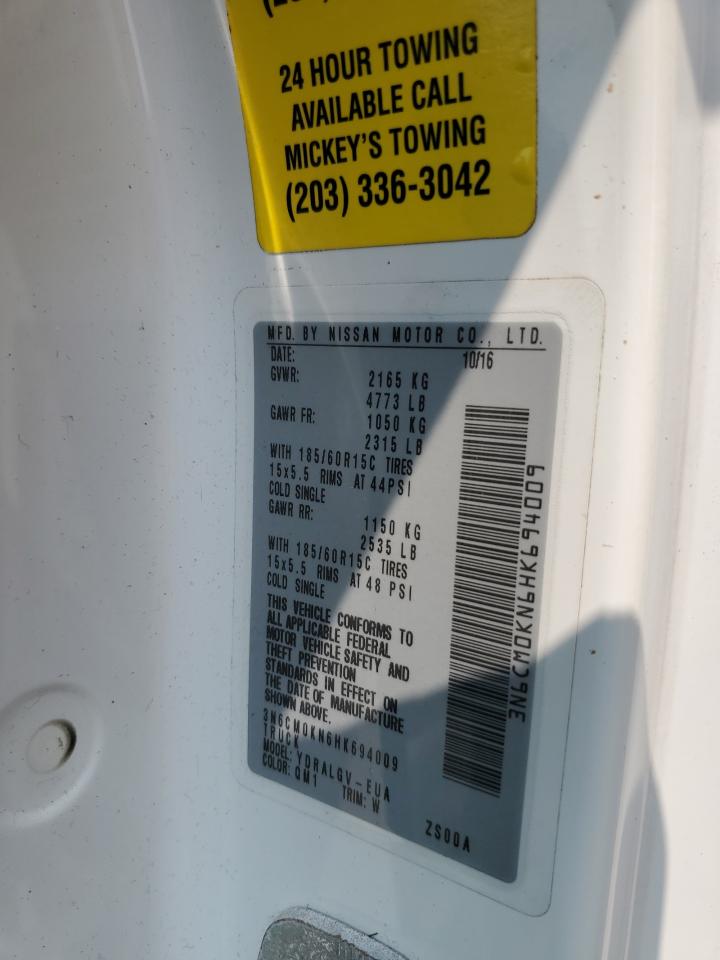 24 HOUR TOWING
AVAILABLE CALL
MICKEY'S TOWING
(203) 336-3042
MFD. BY NISSAN MOTOR CO., LTD.
DATE: 10/16
GVWR: 2165 KG
4773 LB
GAWR FR: 1050 KG
2315 LB
WITH 185/60R15C TIRES
15x5.5 RIMS AT 44PSI
COLD SINGLE
GAWR RR: 1150 KG
2535 LB
WITH 185/60R15C TIRES
15x5.5 RIMS AT 48 PSI
COLD SINGLE
THIS VEHICLE CONFORMS TO
ALL APPLICABLE FEDERAL
MOTOR VEHICLE SAFETY AND
THEFT PREVENTION
STANDARDS IN EFFECT ON
THE DATE OF MANUFACTURE
SHOWN ABOVE.
3N6CM0KN6HK694009
TRUCK
MODEL: YDRALGV-EUA
COLOR: QM1 TRIM: W
ZS00A
3N6CM0KN6HK694009